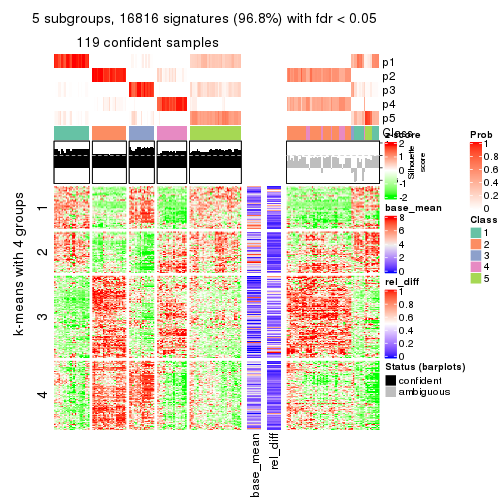 5 subgroups, 16816 signatures (96.8%) with fdr < 0.05
119 confident samples
p1
p2
p3
p4
p5
Class
z-score
2
1
0
-1
-2
Silhouette
score
base_mean
8
6
4
2
0
rel_diff
1
0.8
0.6
0.4
0.2
0
Status (barplots)
confident
ambiguous
Prob
1
0.8
0.6
0.4
0.2
0
Class
1
2
3
4
5
k-means with 4 groups
1
2
3
4
base_mean
rel_diff